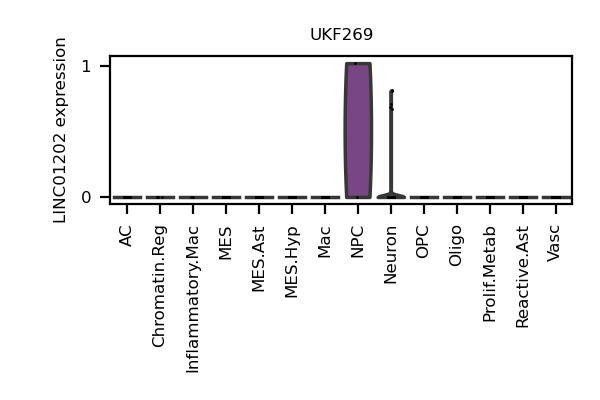 UKF269
LINC01202 expression
1
0
AC
Chromatin.Reg
Inflammatory.Mac
MES
MES.Ast
MES.Hyp
Mac
NPC
Neuron
OPC
Oligo
Prolif.Metab
Reactive.Ast
Vasc